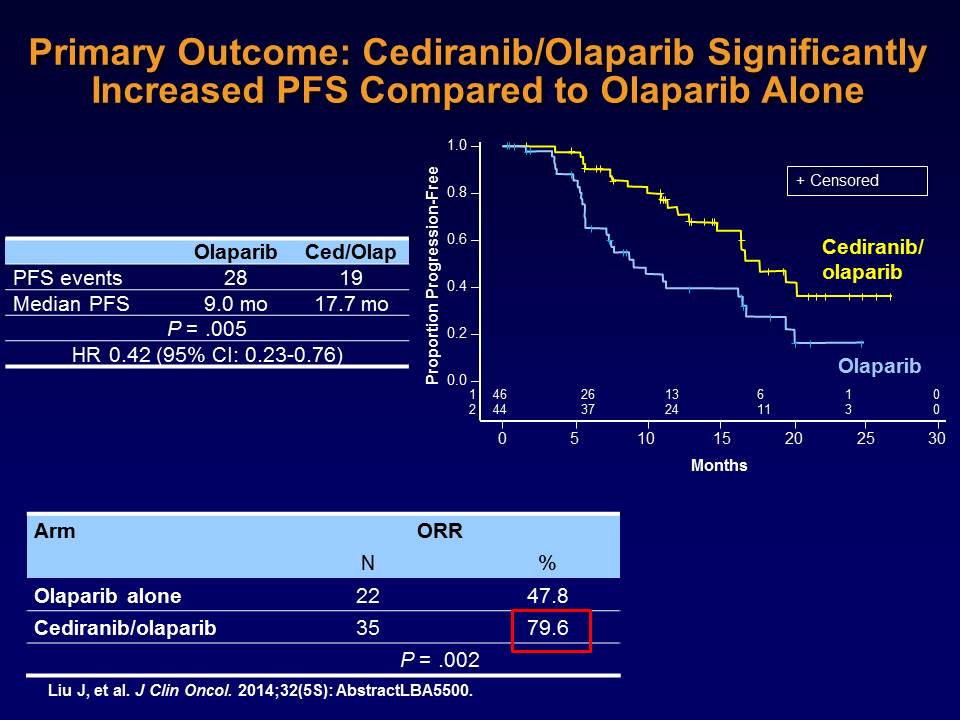 Primary Outcome: Cediranib/Olaparib Significantly
Increased PFS Compared to Olaparib Alone
Olaparib Ced/Olap
PFS events 28 19
Median PFS 9.0 mo 17.7 mo
P = .005
HR 0.42 (95% CI: 0.23-0.76)
Proportion Progression-Free
1.0
0.8
0.6
0.4
0.2
0.0
+ Censored
Cediranib/
olaparib
Olaparib
1 46 26 13 6 1 0
2 44 37 24 11 3 0
0 5 10 15 20 25 30
Months
Arm ORR
N %
Olaparib alone 22 47.8
Cediranib/olaparib 35 79.6
P = .002
Liu J, et al. J Clin Oncol. 2014;32(5S): AbstractLBA5500.